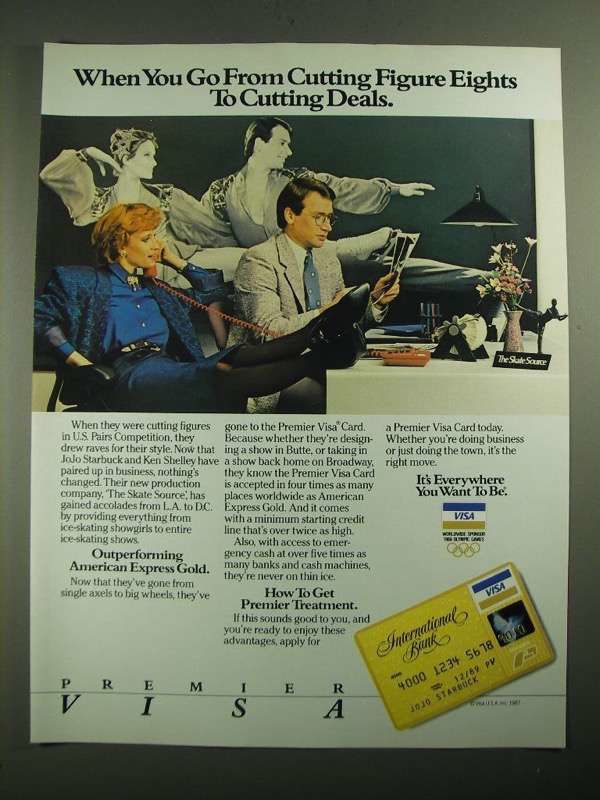 When You Go From Cutting Figure Eights
To Cutting Deals.
The Skate Source
When they were cutting figures
in U.S. Pairs Competition, they
drew raves for their style. Now that
JoJo Starbuck and Ken Shelley have
paired up in business, nothing's
changed. Their new production
company, 'The Skate Source', has
gained accolades from L.A. to D.C.
by providing everything from
ice-skating showgirls to entire
ice-skating shows.
Outperforming
American Express Gold.
Now that they've gone from
single axels to big wheels, they've
gone to the Premier Visa® Card.
Because whether they're design-
ing a show in Butte, or taking in
a show back home on Broadway,
they know the Premier Visa Card
is accepted in four times as many
places worldwide as American
Express Gold. And it comes
with a minimum starting credit
line that's over twice as high.
Also, with access to emer-
gency cash at over five times as
many banks and cash machines,
they're never on thin ice.
How To Get
Premier Treatment.
If this sounds good to you, and
you're ready to enjoy these
advantages, apply for
a Premier Visa Card today.
Whether you're doing business
or just doing the town, it's the
right move.
It's Everywhere
You Want To Be.
VISA
WORLDWIDE SPONSOR
1988 OLYMPIC GAMES
VISA
International
Bank
4000 1234 5678 9010
12/89 PV
JOJO STARBUCK
PREMIER
VISA
© Visa U.S.A. Inc. 1987